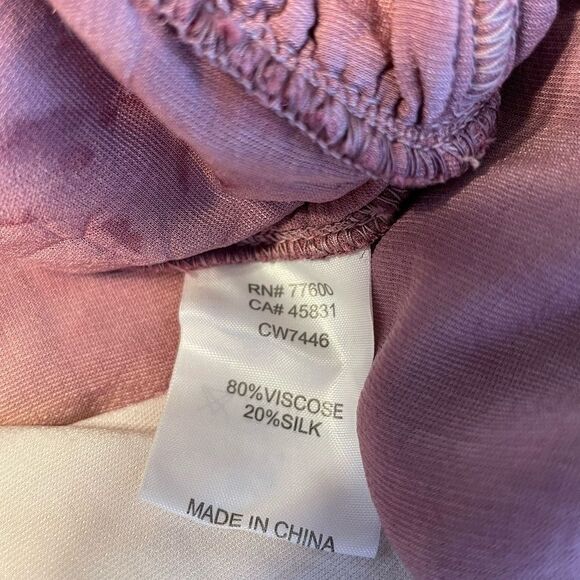 RN# 77600
CA# 45831
CW7446
80%VISCOSE
20%SILK
MADE IN CHINA